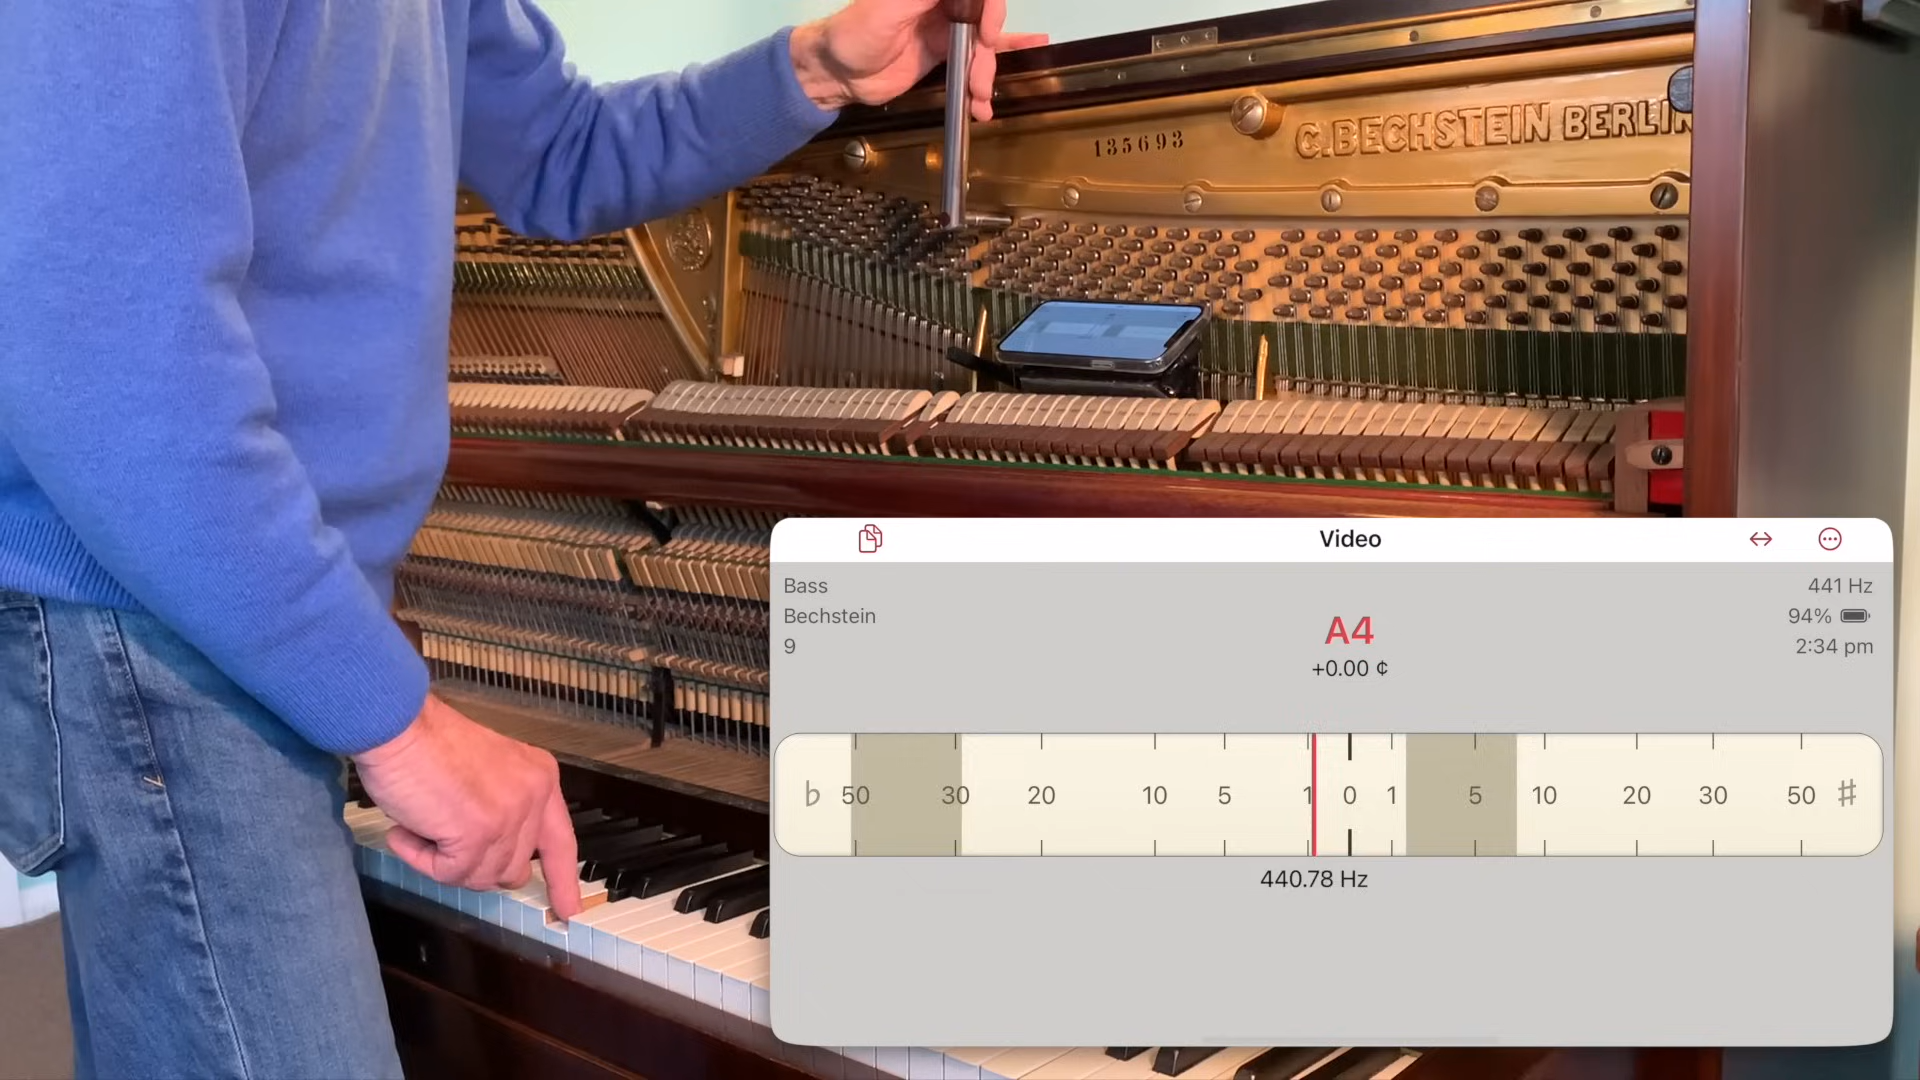 C.BECHSTEIN BERLIN
135693
Video
Bass
Bechstein
9
A4
+0.00 ¢
441 Hz
94%
2:34 pm
♭ 50 30 20 10 5 1 0 1 5 10 20 30 50 ♯
440.78 Hz